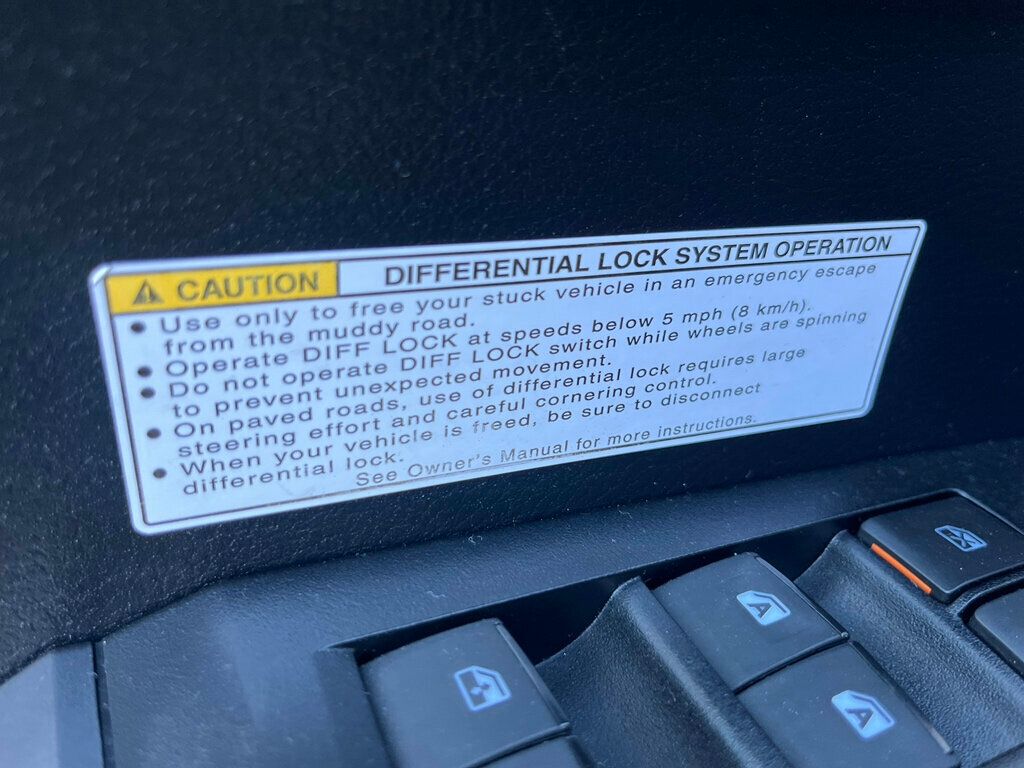 CAUTION DIFFERENTIAL LOCK SYSTEM OPERATION
• Use only to free your stuck vehicle in an emergency escape
from the muddy road.
• Operate DIFF LOCK at speeds below 5 mph (8 km/h).
• Do not operate DIFF LOCK switch while wheels are spinning
to prevent unexpected movement.
• On paved roads, use of differential lock requires large
steering effort and careful cornering control.
• When your vehicle is freed, be sure to disconnect
differential lock.
See Owner's Manual for more instructions.
A
A